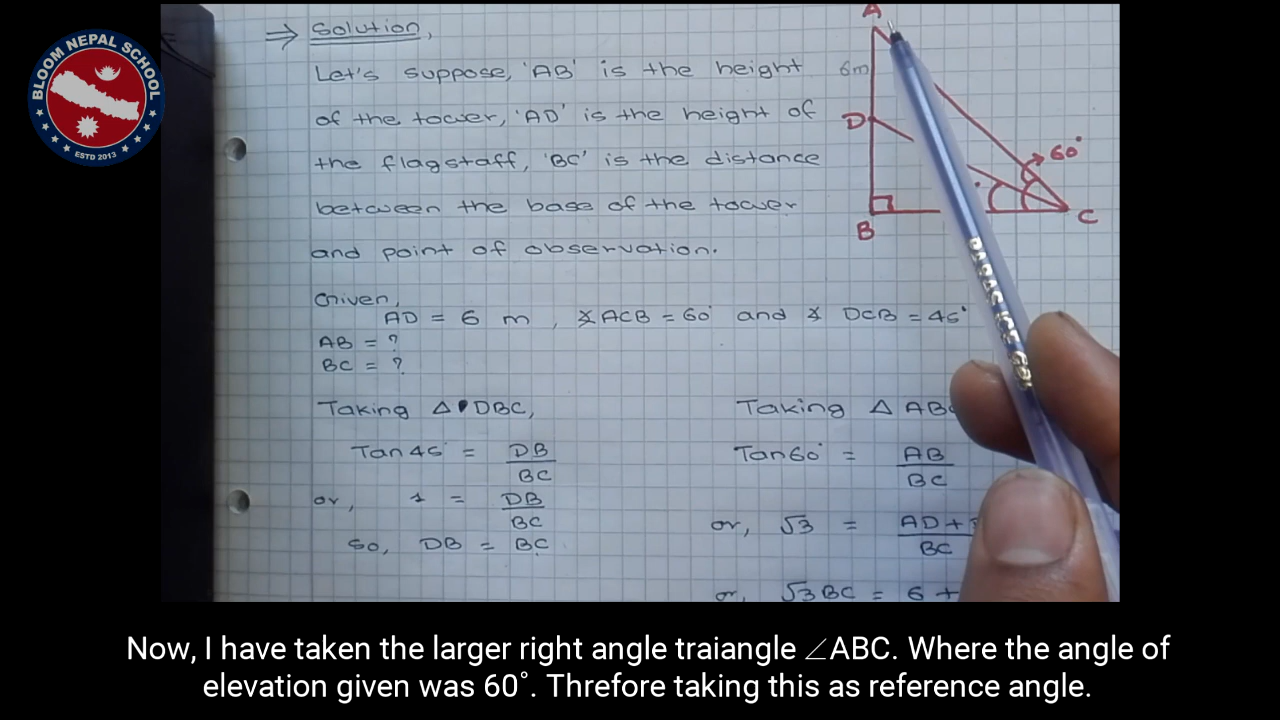 BLOOM NEPAL SCHOOL
ESTD 2013
⇒ Solution,
Let's suppose, 'AB' is the height
of the tower, 'AD' is the height of
the flagstaff, 'BC' is the distance
between the base of the tower
and point of observation.
A
6m
D
60°
B
C
Given,
AD = 6 m , ∡ACB = 60° and ∡ DCB = 45°
AB = ?
BC = ?
Taking △ DBC,
Tan45° = DB/BC
or, 1 = DB/BC
So, DB = BC
Taking △ ABC
Tan60° = AB/BC
or, √3 = AD+/BC
or, √3BC = 6 +
Now, I have taken the larger right angle traiangle ∠ABC. Where the angle of
elevation given was 60°. Threfore taking this as reference angle.